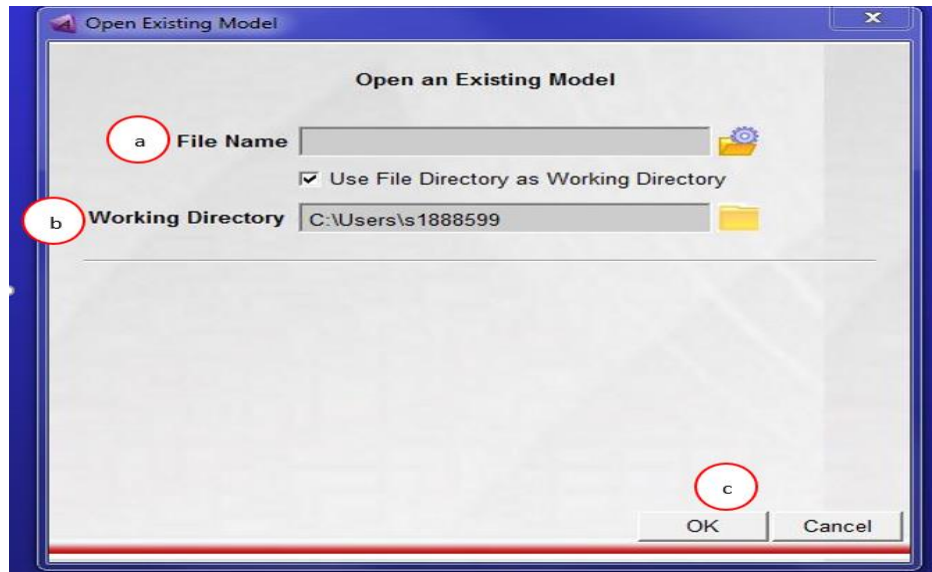 Open Existing Model
x
Open an Existing Model
a File Name
Use File Directory as Working Directory
b Working Directory C:\Users\s1888599
c
OK Cancel